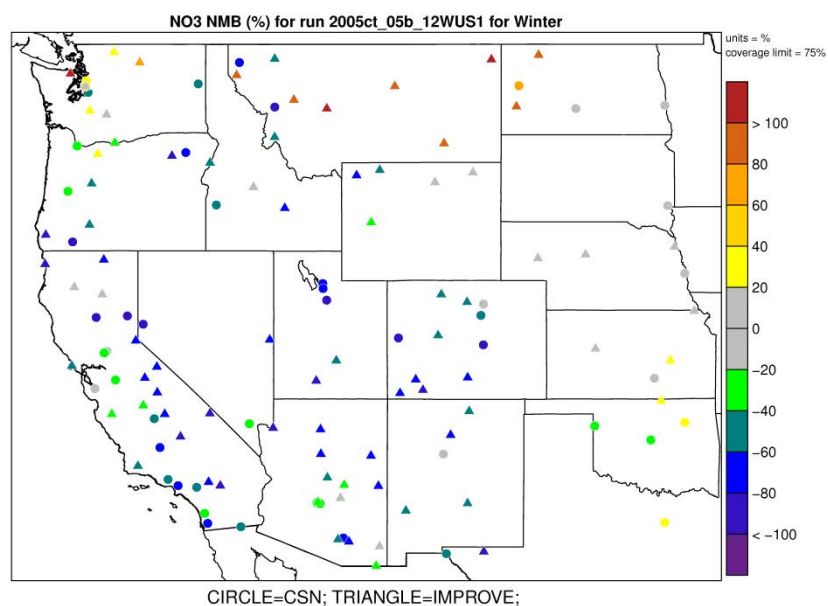 NO3 NMB (%) for run 2005ct_05b_12WUS1 for Winter
units = %
coverage limit = 75%
> 100
80
60
40
20
0
−20
−40
−60
−80
< −100
CIRCLE=CSN; TRIANGLE=IMPROVE;